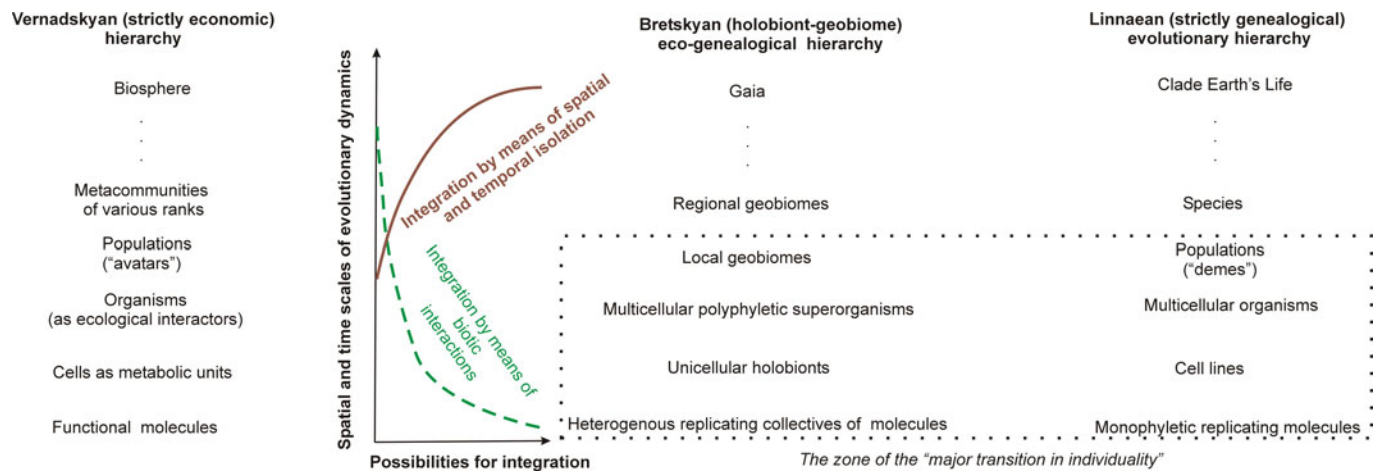 Vernadskyan (strictly economic)
hierarchy
Biosphere
.
.
.
Metacommunities
of various ranks
Populations
(“avatars”)
Organisms
(as ecological interactors)
Cells as metabolic units
Functional molecules
Spatial and time scales of evolutionary dynamics
Integration by means of spatial
and temporal isolation
Integration by means of
biotic
interactions
Possibilities for integration
Bretskyan (holobiont-geobiome)
eco-genealogical hierarchy
Gaia
.
.
.
Regional geobiomes
Local geobiomes
Multicellular polyphyletic superorganisms
Unicellular holobionts
Heterogenous replicating collectives of molecules
Linnaean (strictly genealogical)
evolutionary hierarchy
Clade Earth’s Life
.
.
.
Species
Populations
(“demes”)
Multicellular organisms
Cell lines
Monophyletic replicating molecules
The zone of the “major transition in individuality”